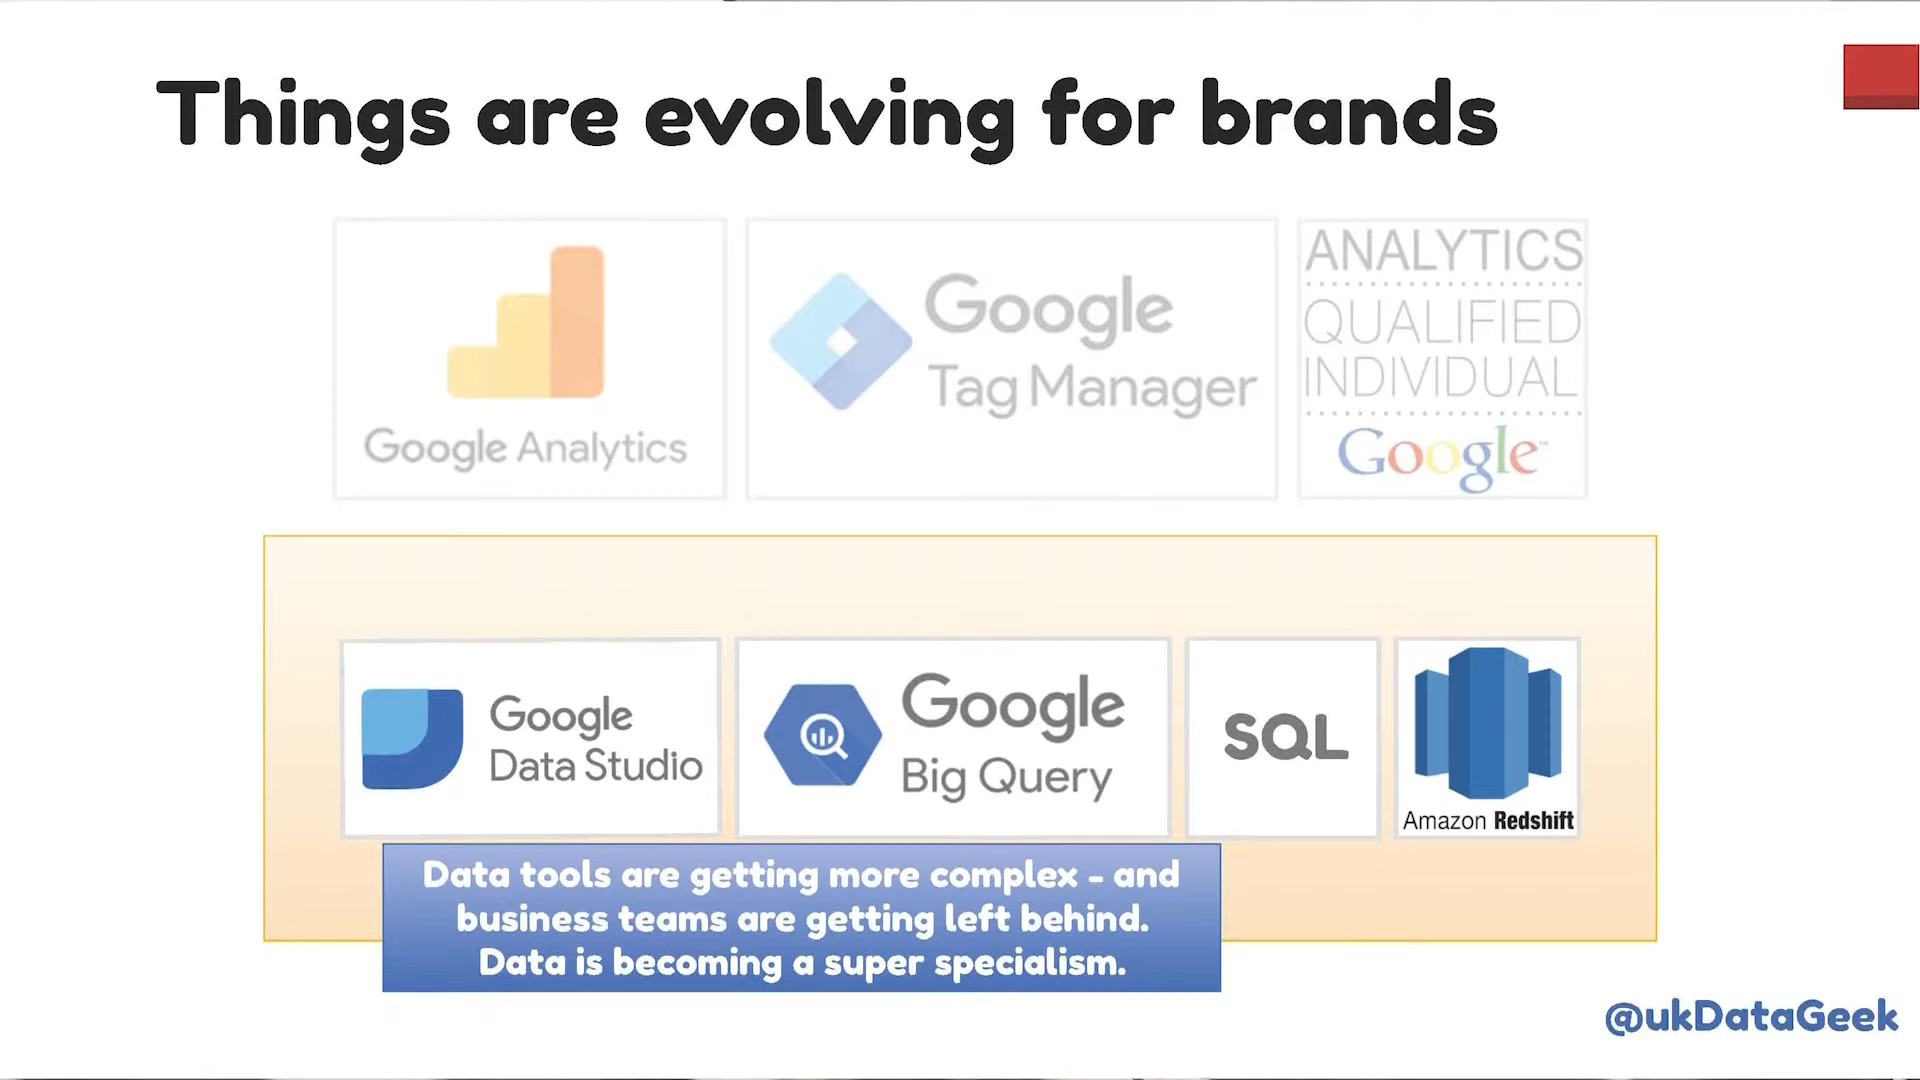 Things are evolving for brands
Google Analytics
Google
Tag Manager
ANALYTICS
QUALIFIED
INDIVIDUAL
Google™
Google
Data Studio
Google
Big Query
SQL
Amazon Redshift
Data tools are getting more complex - and
business teams are getting left behind.
Data is becoming a super specialism.
@ukDataGeek